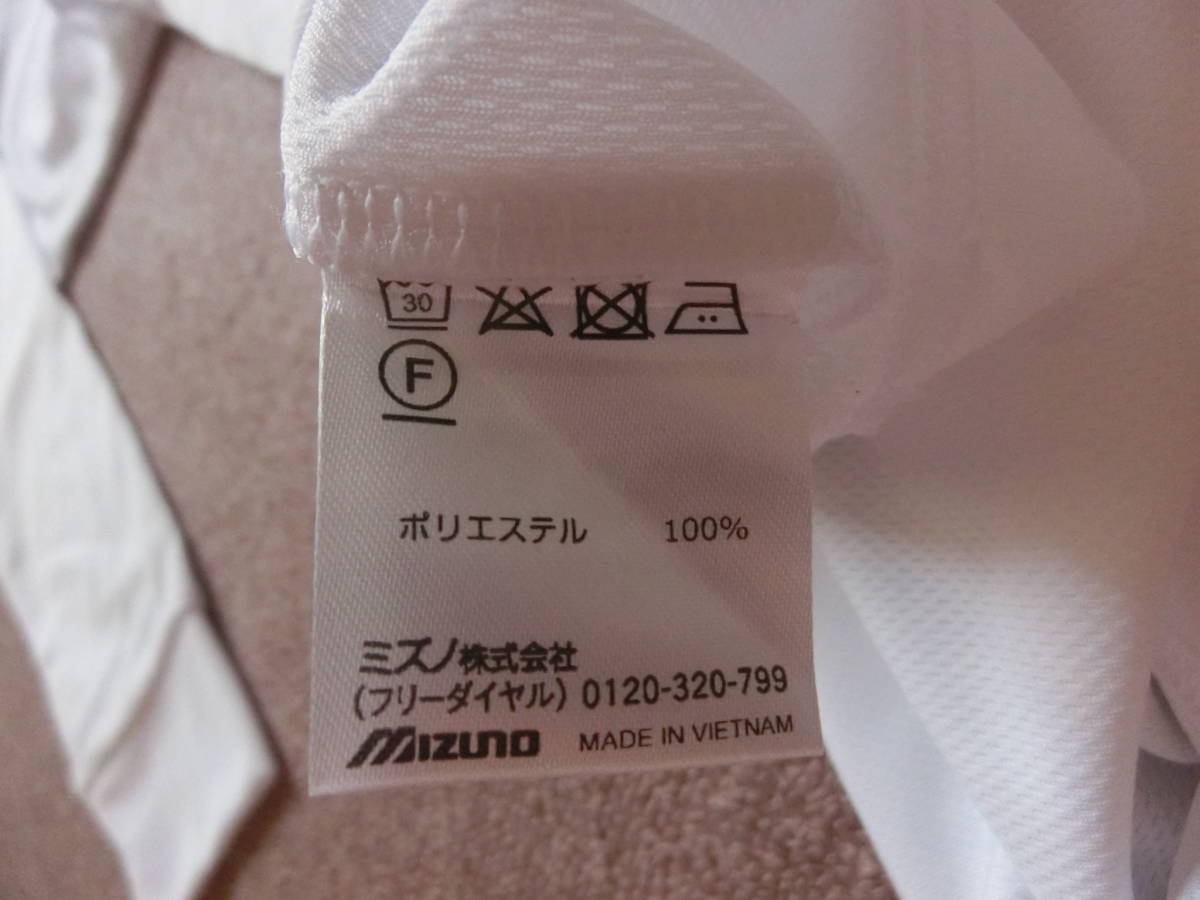 30
F
ポリエステル 100%
ミズノ株式会社
(フリーダイヤル) 0120-320-799
MIZUNO MADE IN VIETNAM